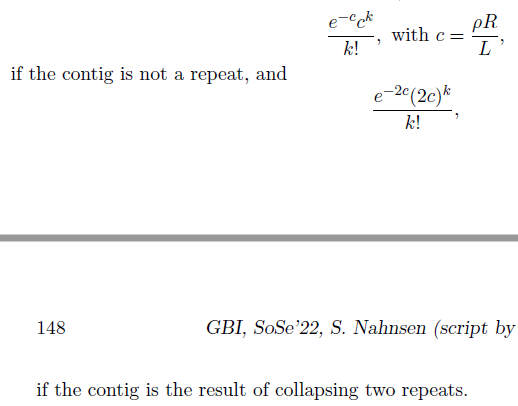 e^{-c}c^k / k!, with c = ρR / L,
if the contig is not a repeat, and
e^{-2c}(2c)^k / k!,
148 GBI, SoSe'22, S. Nahnsen (script by
if the contig is the result of collapsing two repeats.